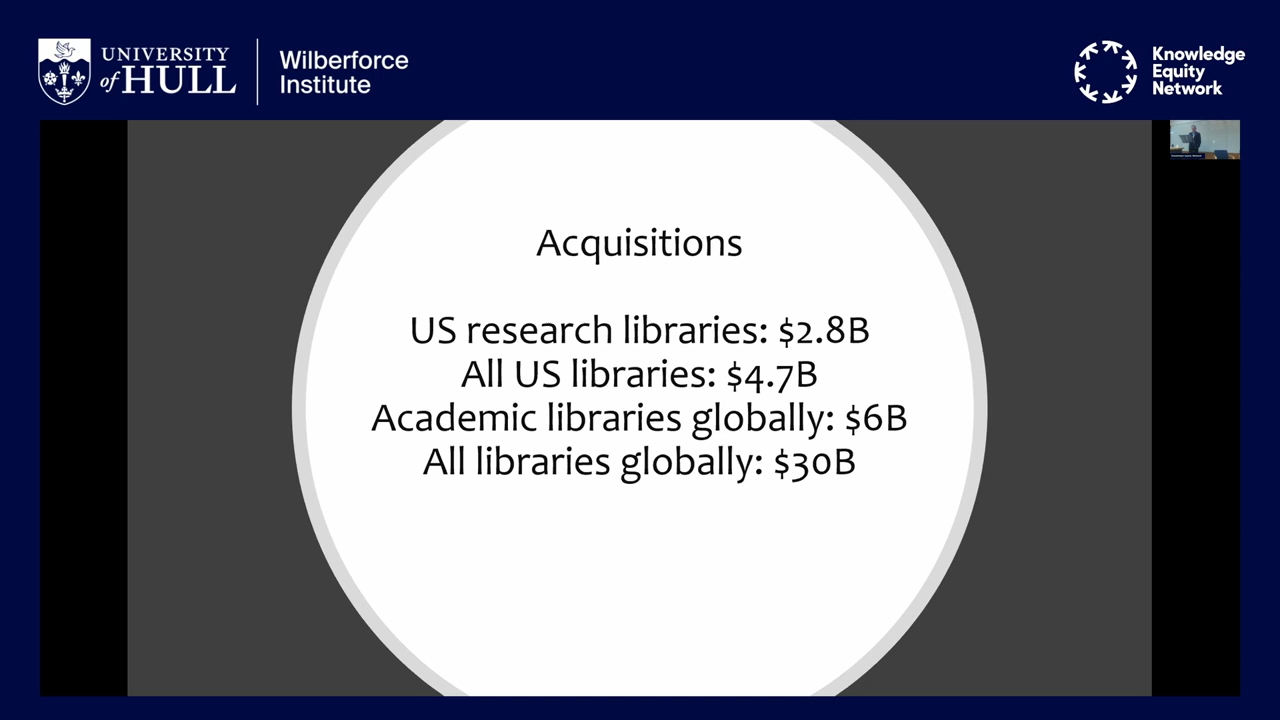 UNIVERSITY
of HULL
Wilberforce
Institute
Knowledge
Equity
Network
Acquisitions
US research libraries: $2.8B
All US libraries: $4.7B
Academic libraries globally: $6B
All libraries globally: $30B